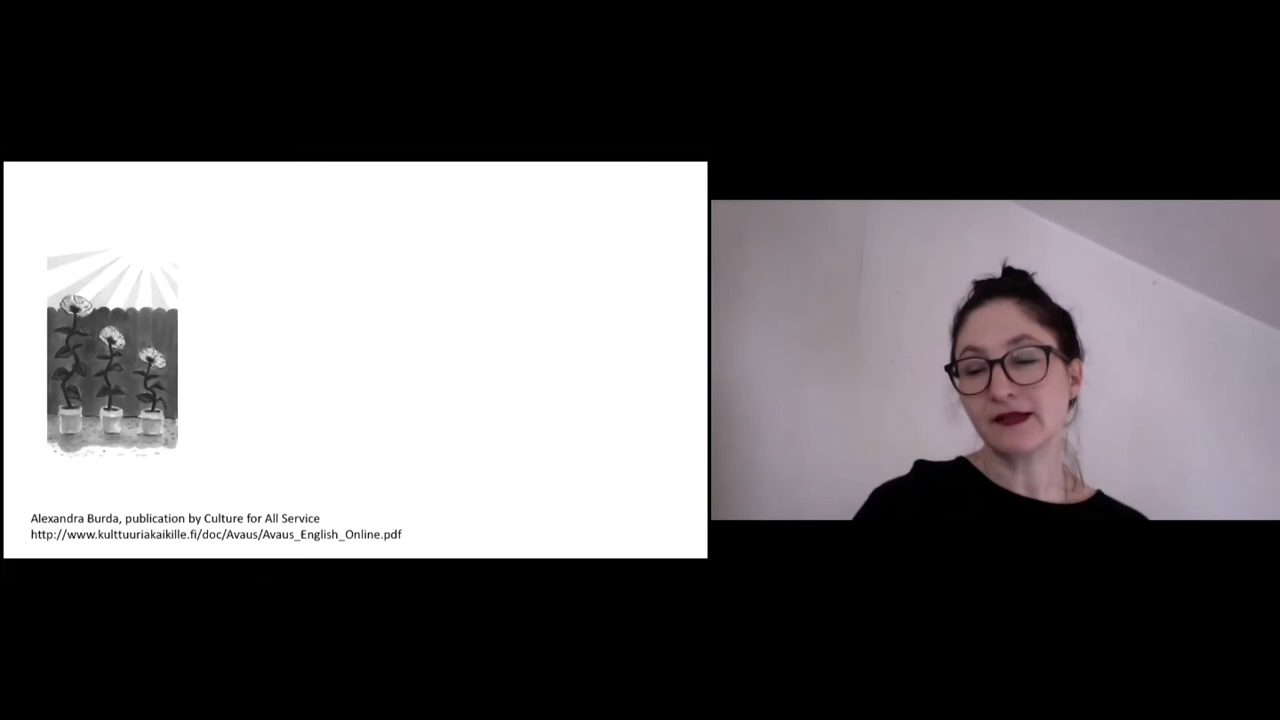 Alexandra Burda, publication by Culture for All Service
http://www.kulttuuriakaikille.fi/doc/Avaus/Avaus_English_Online.pdf